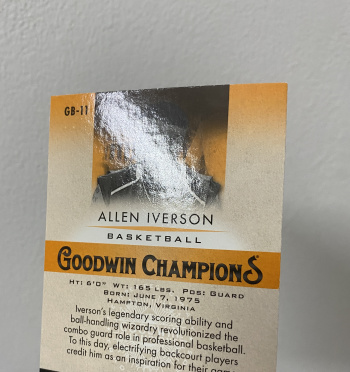 GB-11
ALLEN IVERSON
BASKETBALL
GOODWIN CHAMPIONS
HT: 6'0" WT: 165 LBS. POS: GUARD
BORN: JUNE 7, 1975
HAMPTON, VIRGINIA
Iverson's legendary scoring ability and
ball-handling wizardry revolutionized the
combo guard role in professional basketball.
To this day, electrifying backcourt players
credit him as an inspiration for their